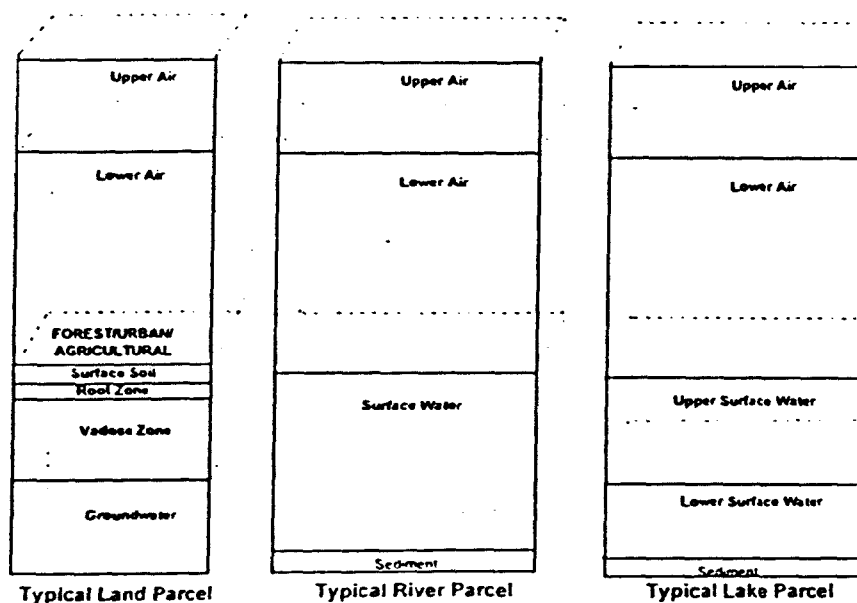 Upper Air
Lower Air
FOREST/URBAN/
AGRICULTURAL
Surface Soil
Root Zone
Vadose Zone
Groundwater
Typical Land Parcel
Upper Air
Lower Air
Surface Water
Sediment
Typical River Parcel
Upper Air
Lower Air
Upper Surface Water
Lower Surface Water
Sediment
Typical Lake Parcel